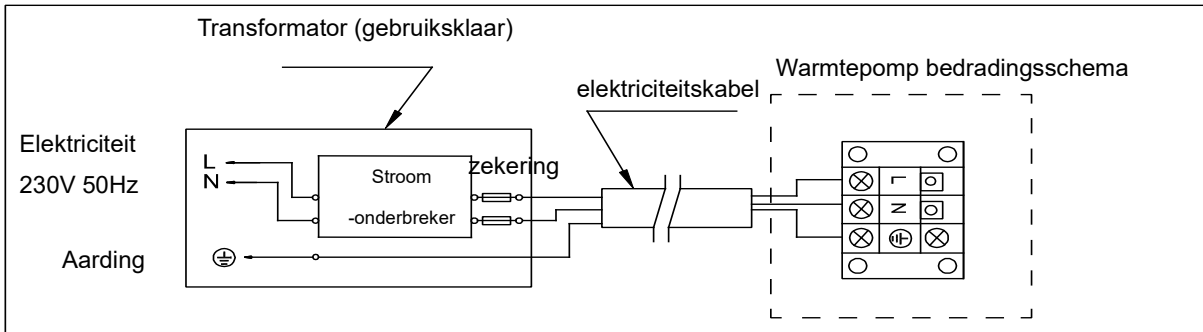 Transformator (gebruiksklaar)
Warmtepomp bedradingsschema
elektriciteitskabel
Elektriciteit
230V 50Hz
L
N
Stroom
-onderbreker
zekering
Aarding
L
N